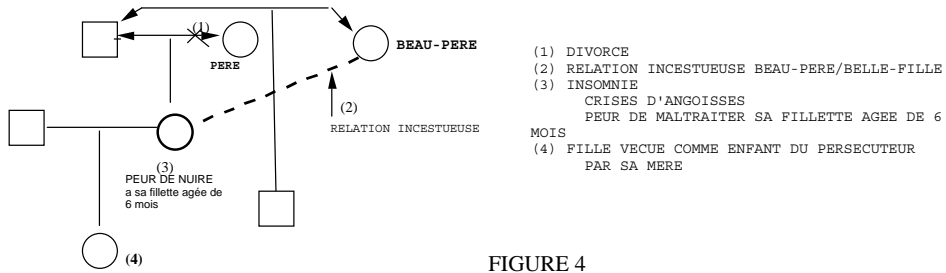 (1)
PERE
BEAU-PERE
(2)
RELATION INCESTUEUSE
(3)
PEUR DE NUIRE
a sa fillette agée de
6 mois
(4)
(1) DIVORCE
(2) RELATION INCESTUEUSE BEAU-PERE/BELLE-FILLE
(3) INSOMNIE
CRISES D'ANGOISSES
PEUR DE MALTRAITER SA FILLETTE AGEE DE 6
MOIS
(4) FILLE VECUE COMME ENFANT DU PERSECUTEUR
PAR SA MERE
FIGURE 4